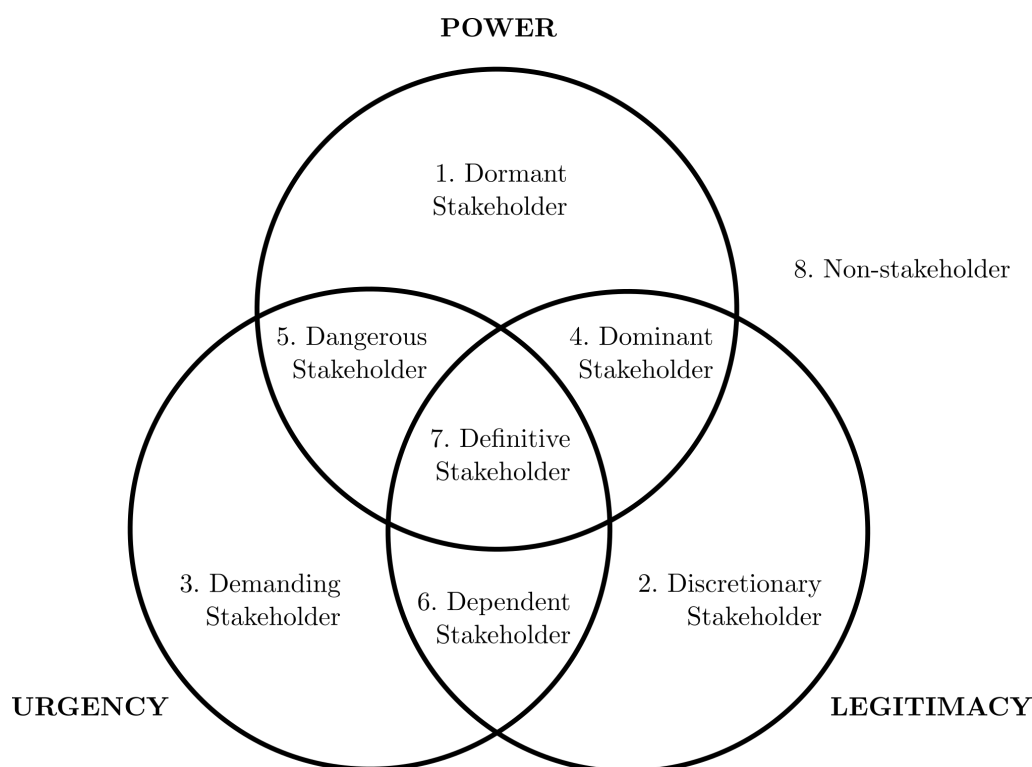 POWER
1. Dormant
Stakeholder
8. Non-stakeholder
5. Dangerous
Stakeholder
4. Dominant
Stakeholder
7. Definitive
Stakeholder
3. Demanding
Stakeholder
6. Dependent
Stakeholder
2. Discretionary
Stakeholder
URGENCY
LEGITIMACY